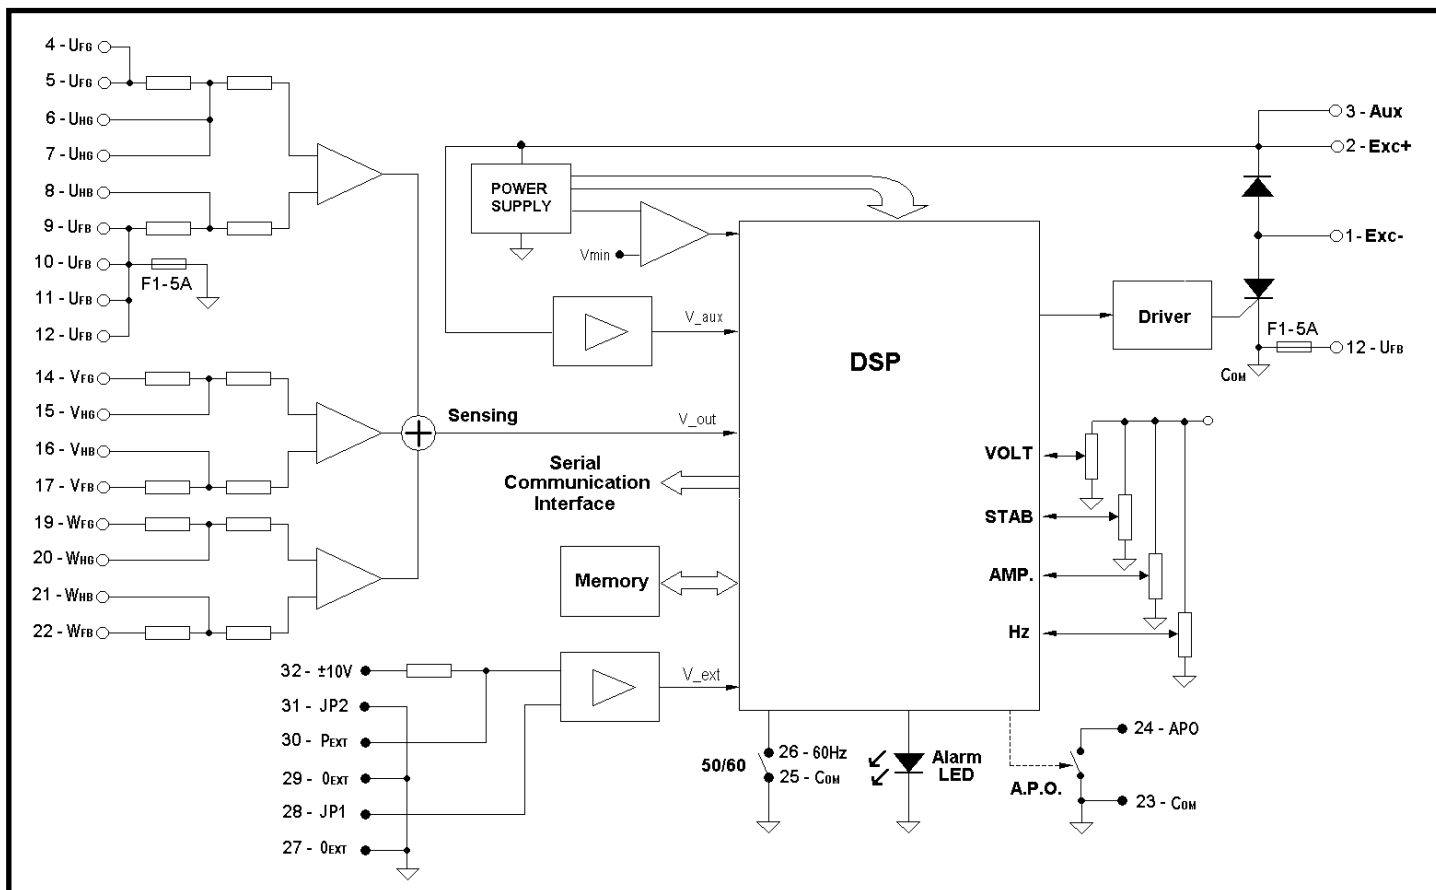 4 - UFG
5 - UFG
6 - UHG
7 - UHG
8 - UHB
9 - UFB
10 - UFB
F1-5A
11 - UFB
12 - UFB
14 - VFG
15 - VHG
16 - VHB
17 - VFB
19 - WFG
20 - WHG
21 - WHB
22 - WFB
32 - ±10V
31 - JP2
30 - PEXT
29 - 0EXT
28 - JP1
27 - 0EXT
POWER
SUPPLY
Vmin
V_aux
Sensing
V_out
Serial
Communication
Interface
Memory
V_ext
DSP
VOLT
STAB
AMP.
Hz
Driver
3 - Aux
2 - Exc+
1 - Exc-
F1-5A
12 - UFB
COM
50/60
26 - 60Hz
25 - COM
Alarm
LED
A.P.O.
24 - APO
23 - COM